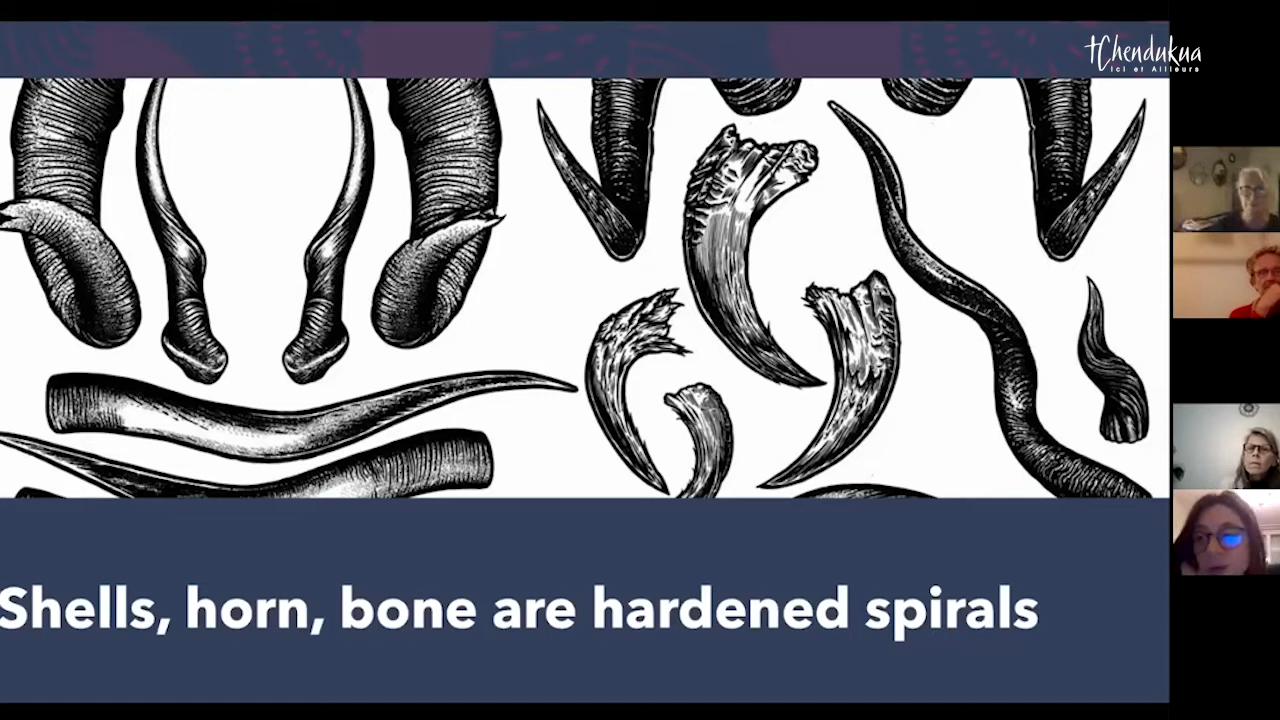 tChendukua
Ici et Ailleurs
Shells, horn, bone are hardened spirals